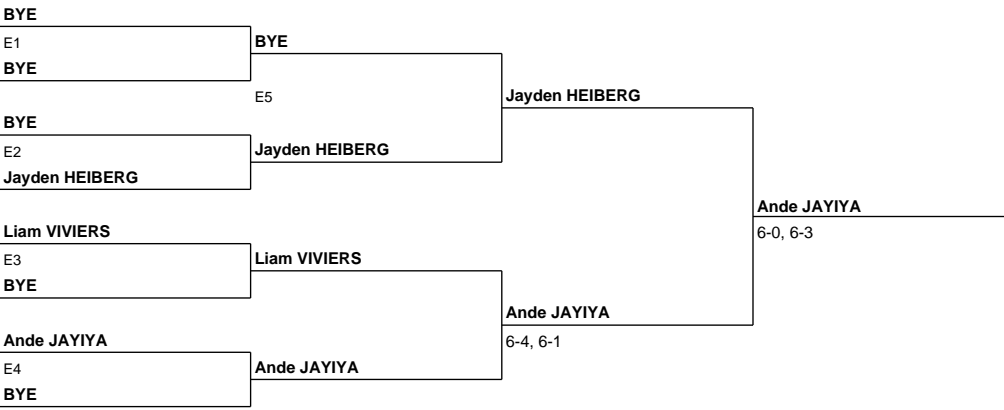 BYE
E1
BYE
BYE
E5
BYE
E2
Jayden HEIBERG
Jayden HEIBERG
Jayden HEIBERG
Liam VIVIERS
E3
BYE
Liam VIVIERS
Ande JAYIYA
E4
BYE
Ande JAYIYA
Ande JAYIYA
6-4, 6-1
Ande JAYIYA
6-0, 6-3